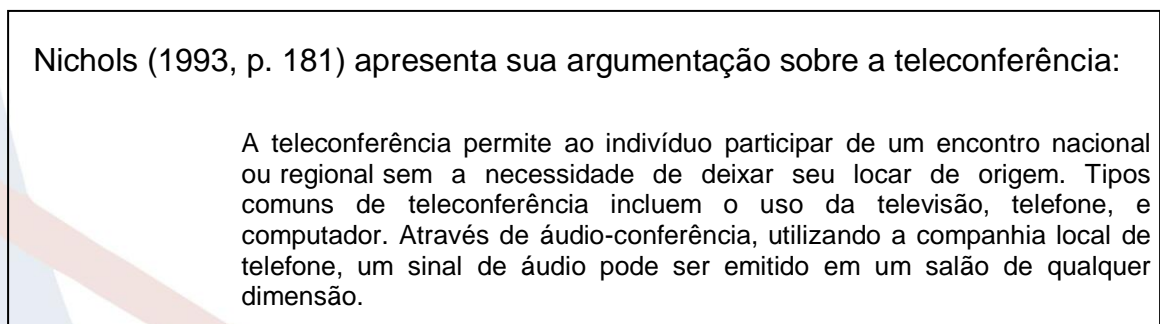 Nichols (1993, p. 181) apresenta sua argumentação sobre a teleconferência:
A teleconferência permite ao indivíduo participar de um encontro nacional
ou regional sem a necessidade de deixar seu locar de origem. Tipos
comuns de teleconferência incluem o uso da televisão, telefone, e
computador. Através de áudio-conferência, utilizando a companhia local de
telefone, um sinal de áudio pode ser emitido em um salão de qualquer
dimensão.